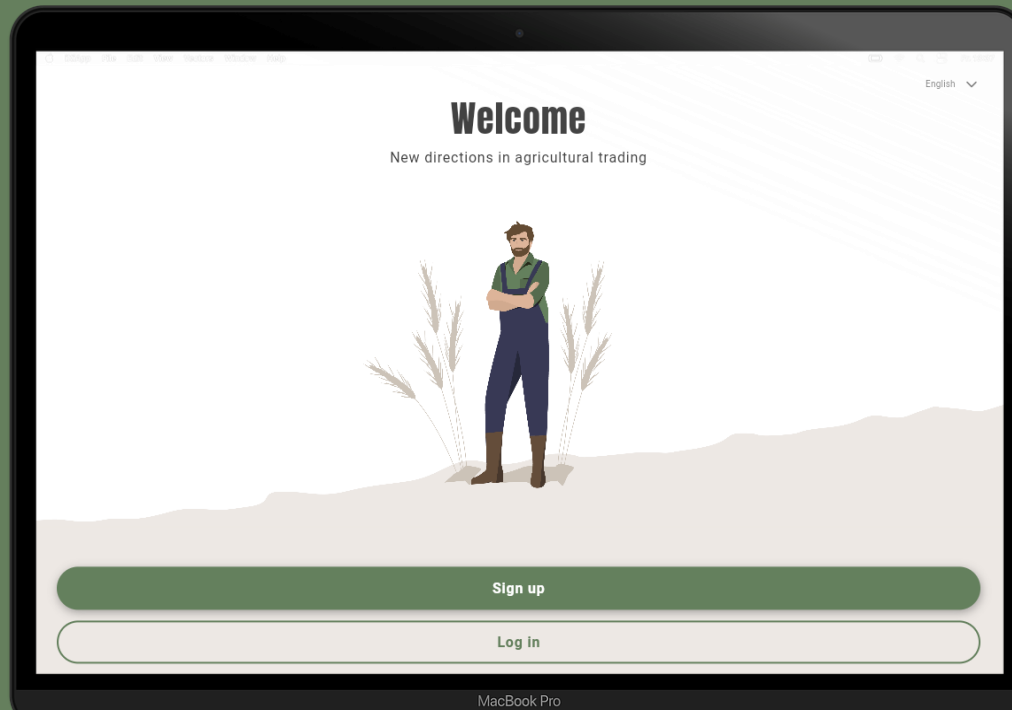 English
Welcome
New directions in agricultural trading
Sign up
Log in
MacBook Pro